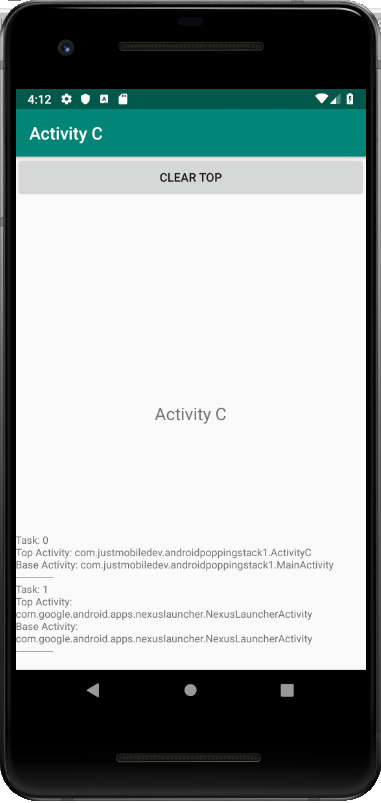 4:12
Activity C
CLEAR TOP
Activity C
Task: 0
Top Activity: com.justmobiledev.androidpoppingstack1.ActivityC
Base Activity: com.justmobiledev.androidpoppingstack1.MainActivity
---------------
Task: 1
Top Activity:
com.google.android.apps.nexuslauncher.NexusLauncherActivity
Base Activity:
com.google.android.apps.nexuslauncher.NexusLauncherActivity
---------------